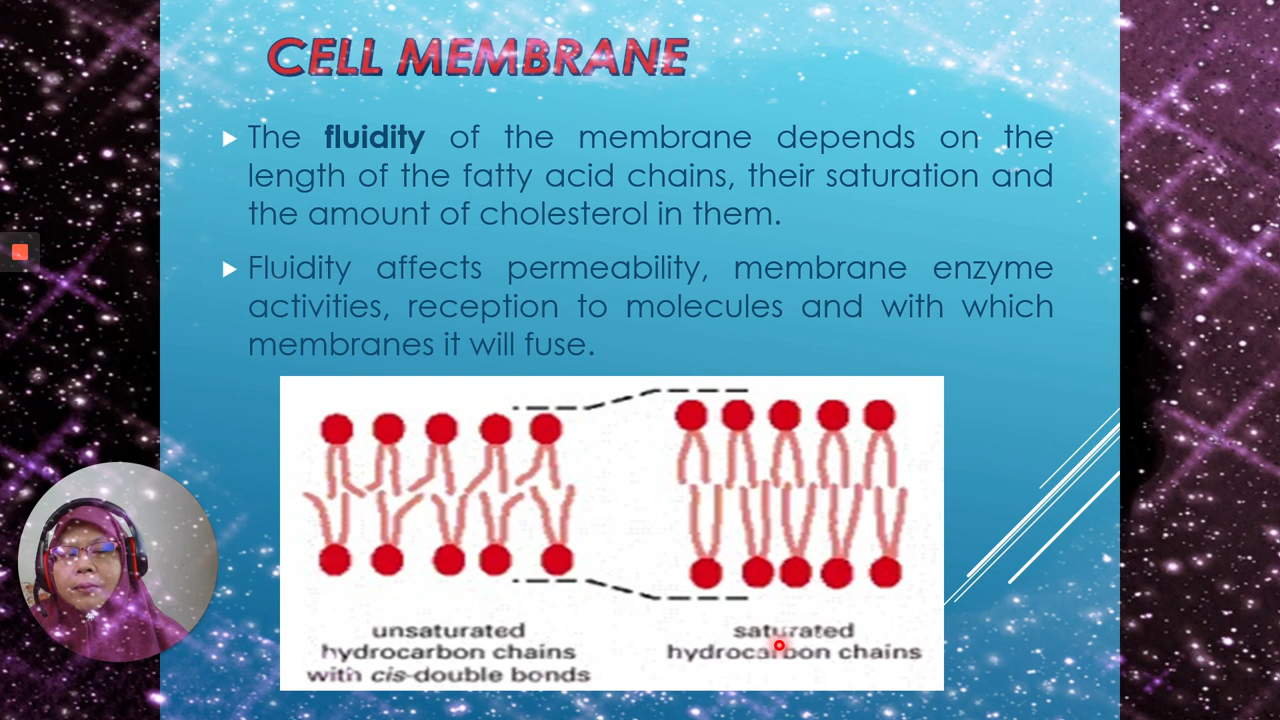 CELL MEMBRANE
The fluidity of the membrane depends on the
length of the fatty acid chains, their saturation and
the amount of cholesterol in them.
Fluidity affects permeability, membrane enzyme
activities, reception to molecules and with which
membranes it will fuse.
unsaturated
hydrocarbon chains
with cis-double bonds
saturated
hydrocarbon chains